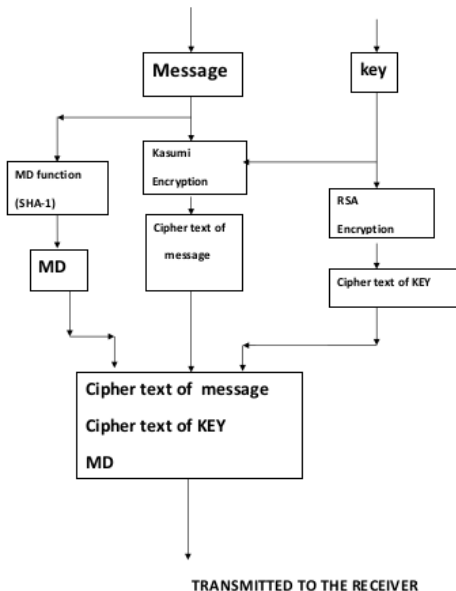 Message
key
Kasumi
Encryption
MD function
(SHA-1)
RSA
Encryption
Cipher text of
message
MD
Cipher text of KEY
Cipher text of message
Cipher text of KEY
MD
TRANSMITTED TO THE RECEIVER